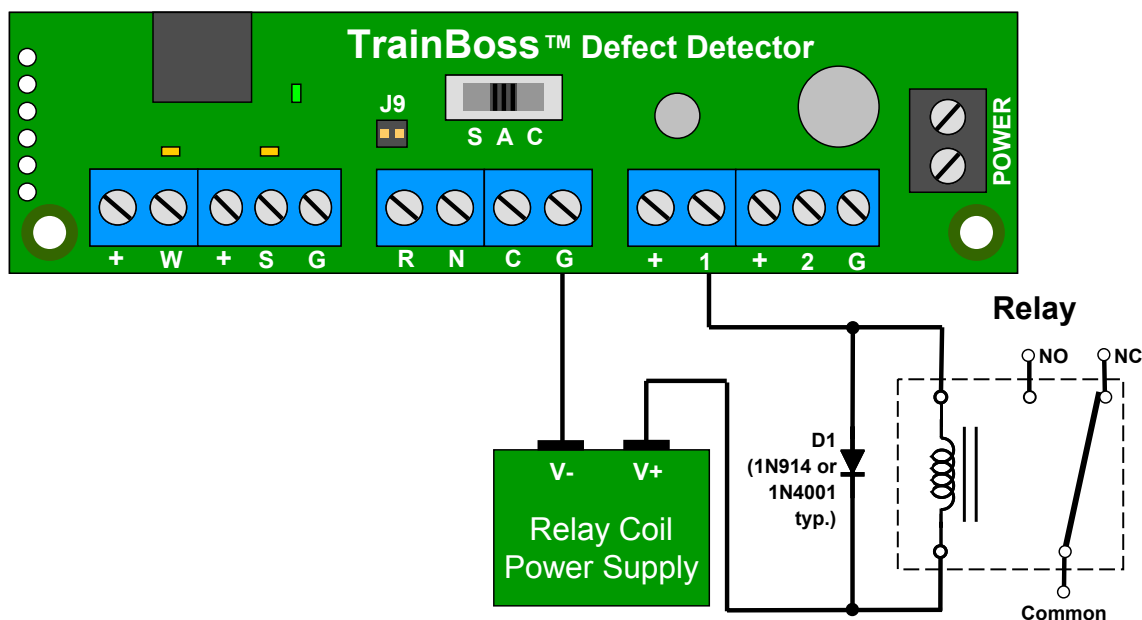 TrainBoss™ Defect Detector
J9
S A C
POWER
+ W + S G R N C G + 1 + 2 G
Relay
NO
NC
D1
(1N914 or
1N4001
typ.)
V- V+
Relay Coil
Power Supply
Common